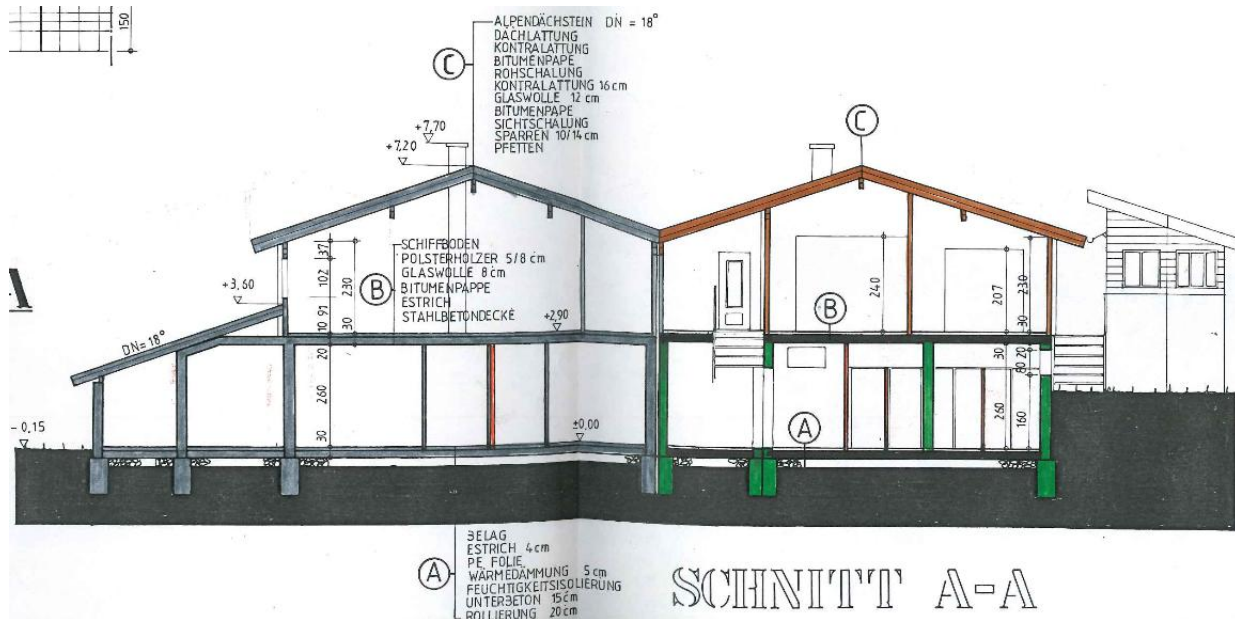 150
ALPENDÄCHSTEIN DN = 18°
DACHLATTUNG
KONTRALATTUNG
BITUMENPAPE
ROHSCHALUNG
KONTRALATTUNG 16 cm
GLASWOLLE 12 cm
BITUMENPAPE
SICHTSCHALUNG
SPARREN 10/14 cm
PFETTEN
C
C
+7,70
+7,20
SCHIFFBODEN
POLSTERHÖLZER 5/8 cm
GLASWOLLE 8 cm
BITUMENPAPPE
ESTRICH
STAHLBETONDECKE
B
37
102
91
10
230
30
+3,60
+2,90
DN= 18°
A
240
207
230
30
B
20
260
30
±0,00
- 0,15
30
20
80
260
160
A
BELAG
ESTRICH 4cm
PE FOLIE
WÄRMEDÄMMUNG 5cm
FEUCHTIGKEITSISOLIERUNG
UNTERBETON 15cm
ROLLIERUNG 20cm
A
SCHNITT A-A